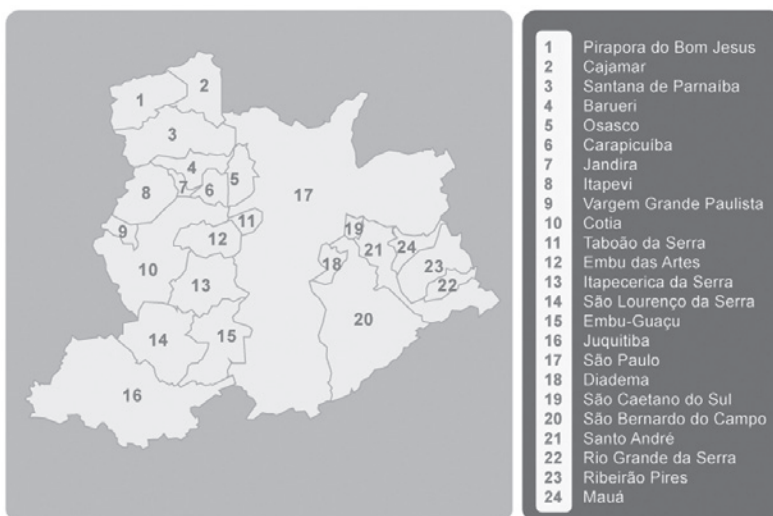 1 Pirapora do Bom Jesus
2 Cajamar
3 Santana de Parnaíba
4 Barueri
5 Osasco
6 Carapicuíba
7 Jandira
8 Itapevi
9 Vargem Grande Paulista
10 Cotia
11 Taboão da Serra
12 Embu das Artes
13 Itapecerica da Serra
14 São Lourenço da Serra
15 Embu-Guaçu
16 Juquitiba
17 São Paulo
18 Diadema
19 São Caetano do Sul
20 São Bernardo do Campo
21 Santo André
22 Rio Grande da Serra
23 Ribeirão Pires
24 Mauá
2
1
3
4
7
6
5
8
17
11
9
12
19
21
24
10
18
23
13
22
14
15
20
16